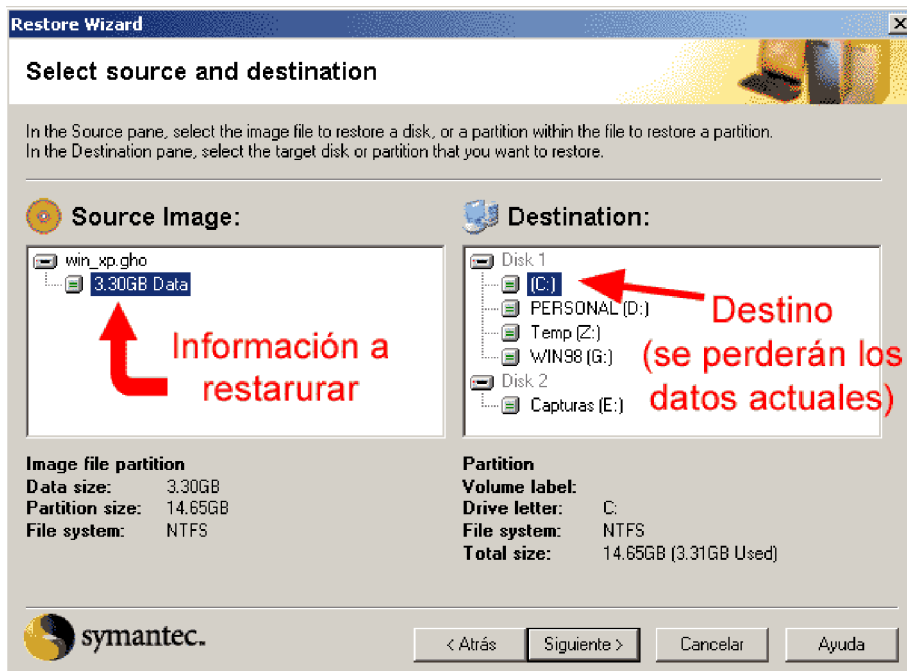 Restore Wizard
Select source and destination
In the Source pane, select the image file to restore a disk, or a partition within the file to restore a partition.
In the Destination pane, select the target disk or partition that you want to restore.
Source Image:
win_xp.gho
3.30GB Data
Información a
restarurar
Destination:
Disk 1
(C:)
PERSONAL (D:)
Temp (Z:)
WIN98 (G:)
Disk 2
Capturas (E:)
Destino
(se perderán los
datos actuales)
Image file partition
Data size: 3.30GB
Partition size: 14.65GB
File system: NTFS
Partition
Volume label:
Drive letter: C:
File system: NTFS
Total size: 14.65GB (3.31GB Used)
symantec.
< Atrás
Siguiente >
Cancelar
Ayuda